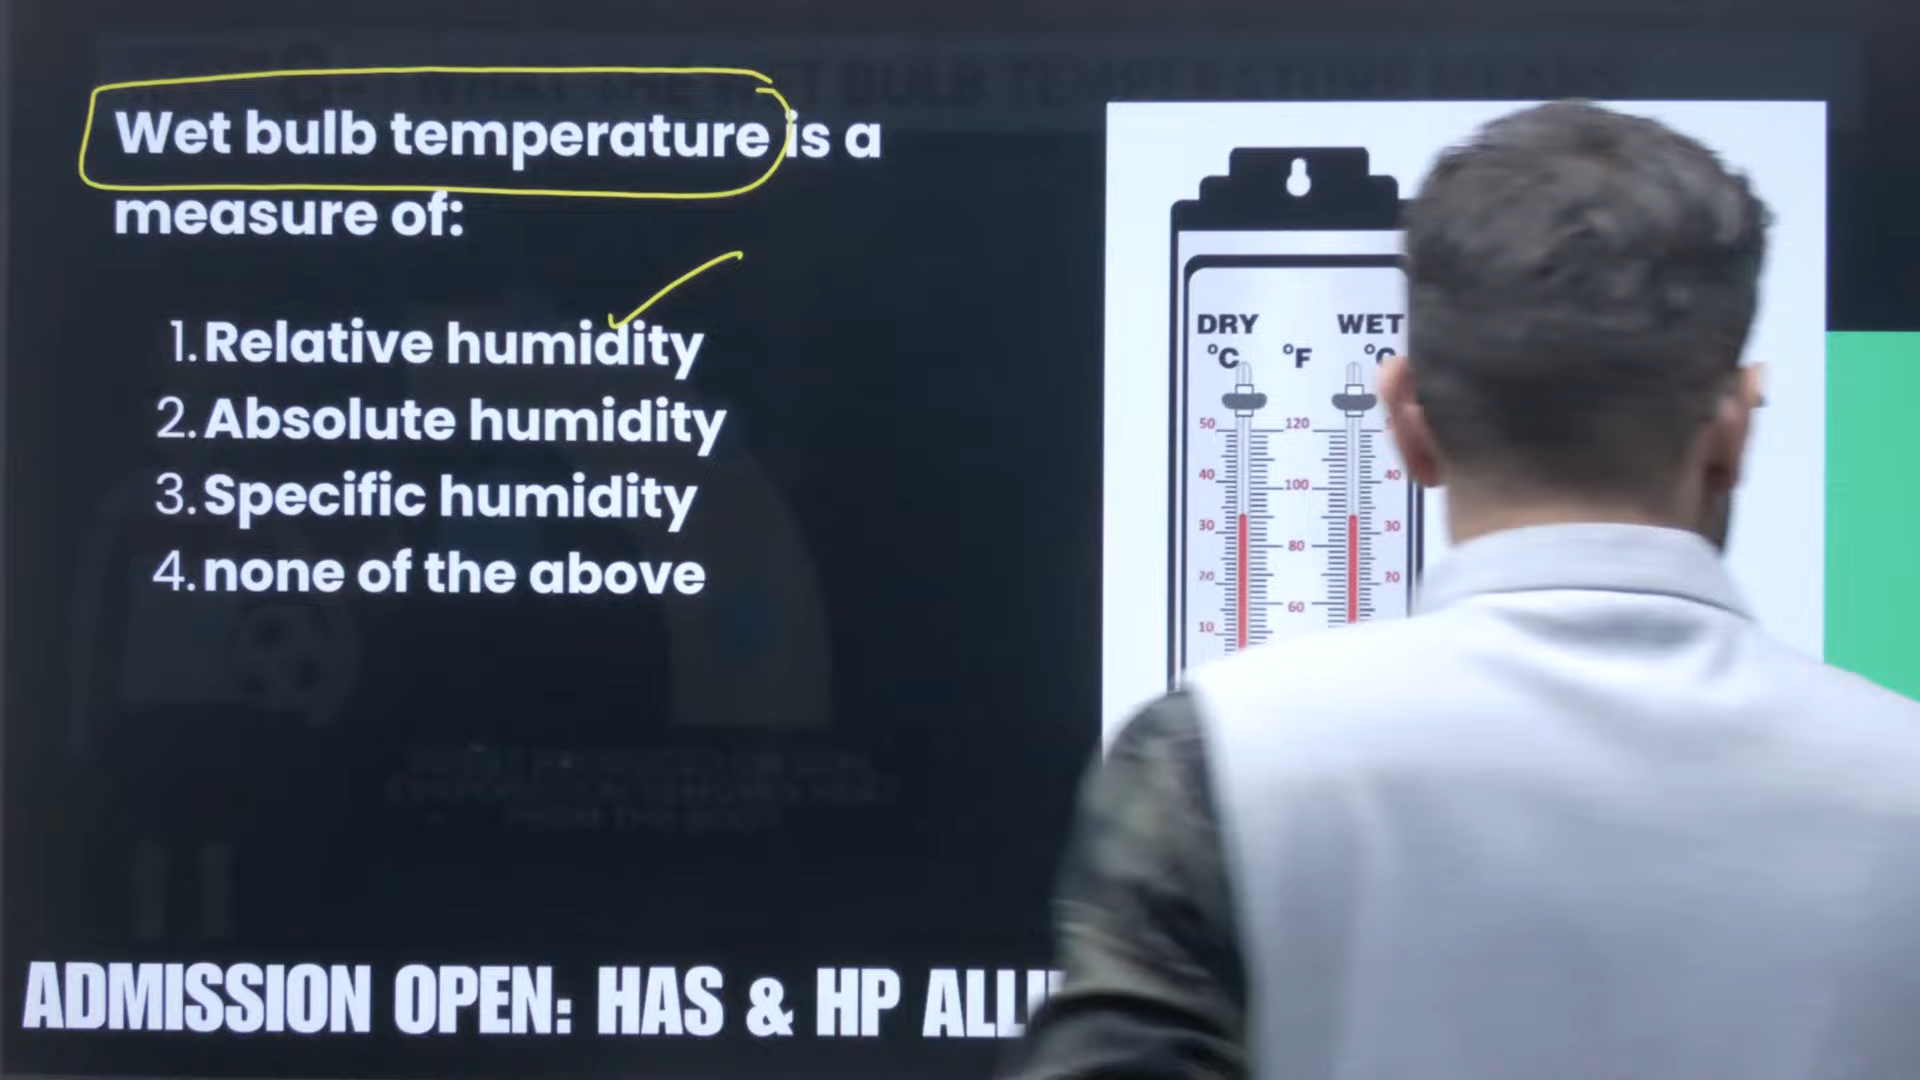 Wet bulb temperature is a
measure of:
1. Relative humidity
2. Absolute humidity
3. Specific humidity
4. none of the above
DRY WET
°C °F °C
50 120
40 100 40
30 80 30
20 60 20
10
ADMISSION OPEN: HAS & HP